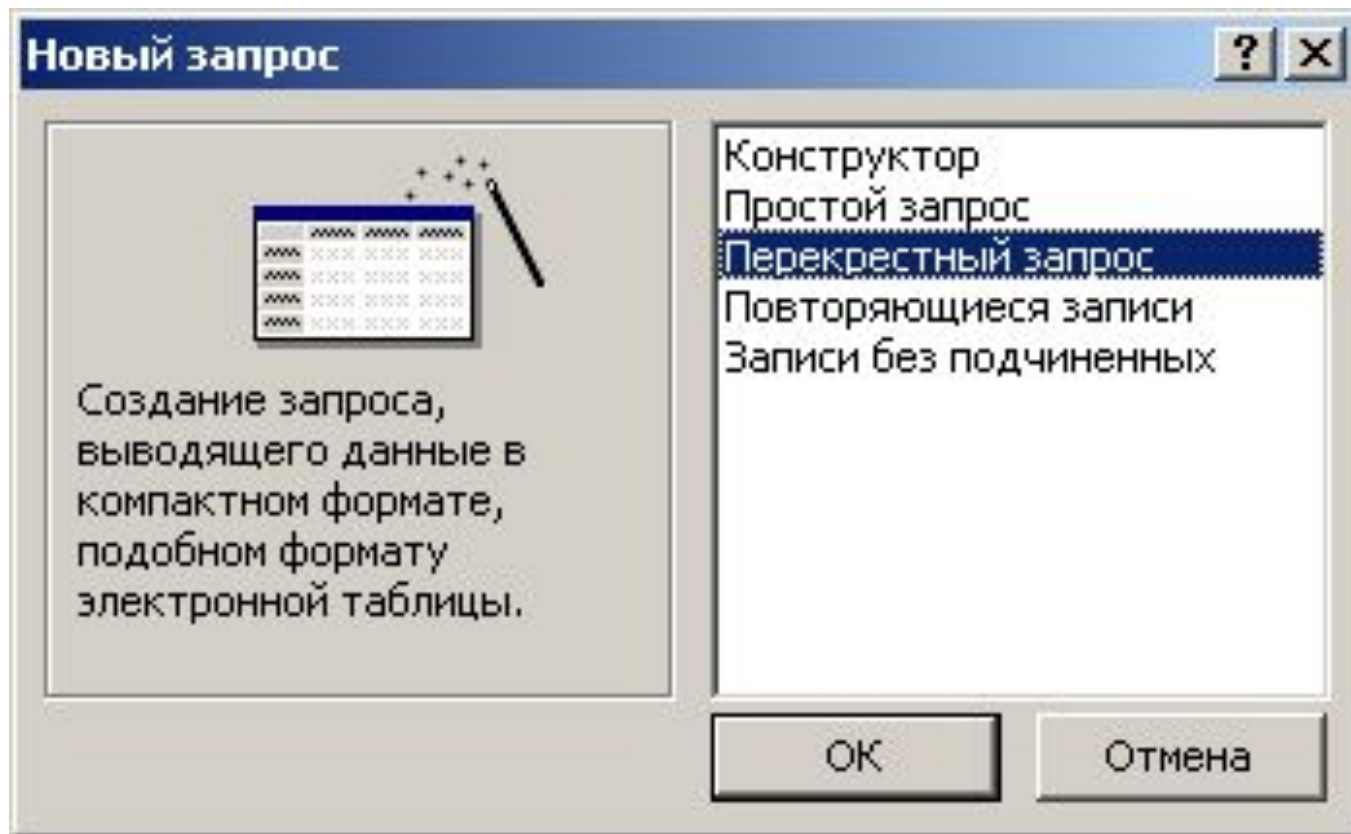 Новый запрос
Создание запроса,
выводящего данные в
компактном формате,
подобном формату
электронной таблицы.
Конструктор
Простой запрос
Перекрестный запрос
Повторяющиеся записи
Записи без подчиненных
ОК
Отмена